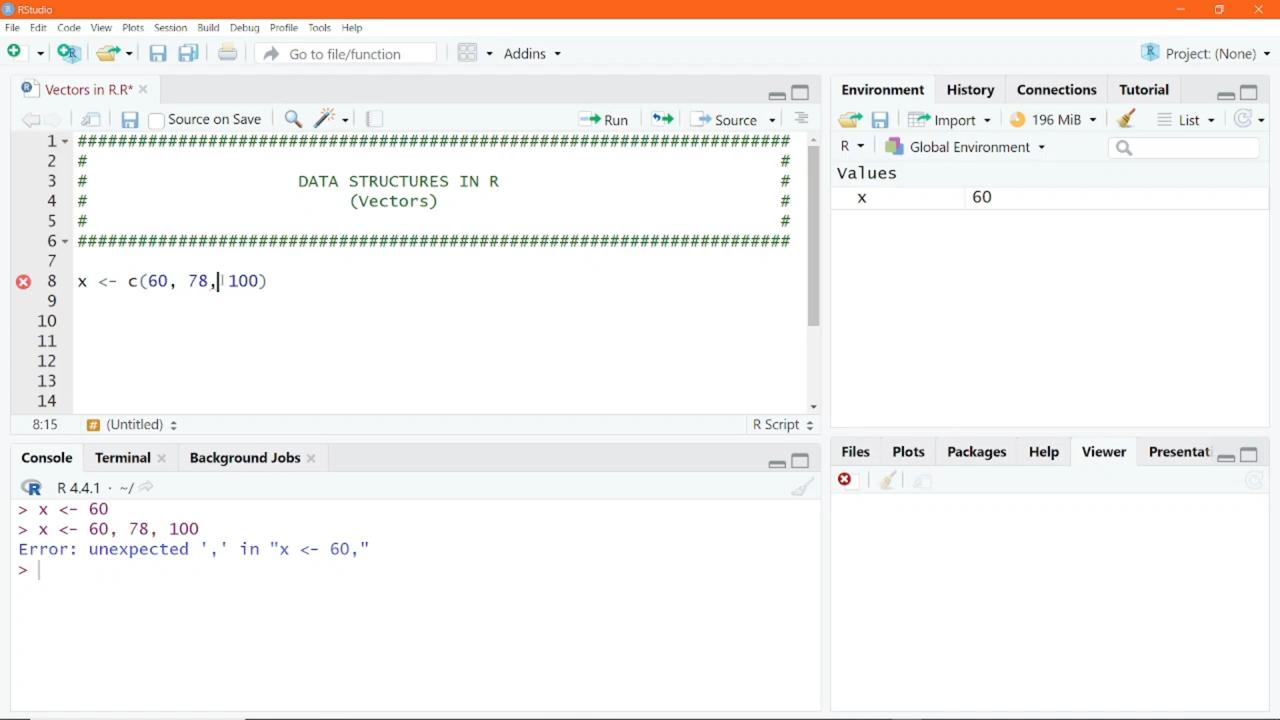 RStudio
File Edit Code View Plots Session Build Debug Profile Tools Help
Go to file/function Addins Project: (None)
Vectors in R.R*
Source on Save Run Source
1 #######################################################################
2 # #
3 # DATA STRUCTURES IN R #
4 # (Vectors) #
5 # #
6 #######################################################################
7
8 x <- c(60, 78, 100)
9
10
11
12
13
14
8:15 # (Untitled) R Script
Console Terminal Background Jobs
R R 4.4.1 · ~/
> x <- 60
> x <- 60, 78, 100
Error: unexpected ',' in "x <- 60,"
>
Environment History Connections Tutorial
Import 196 MiB List
R Global Environment
Values
x 60
Files Plots Packages Help Viewer Presentati